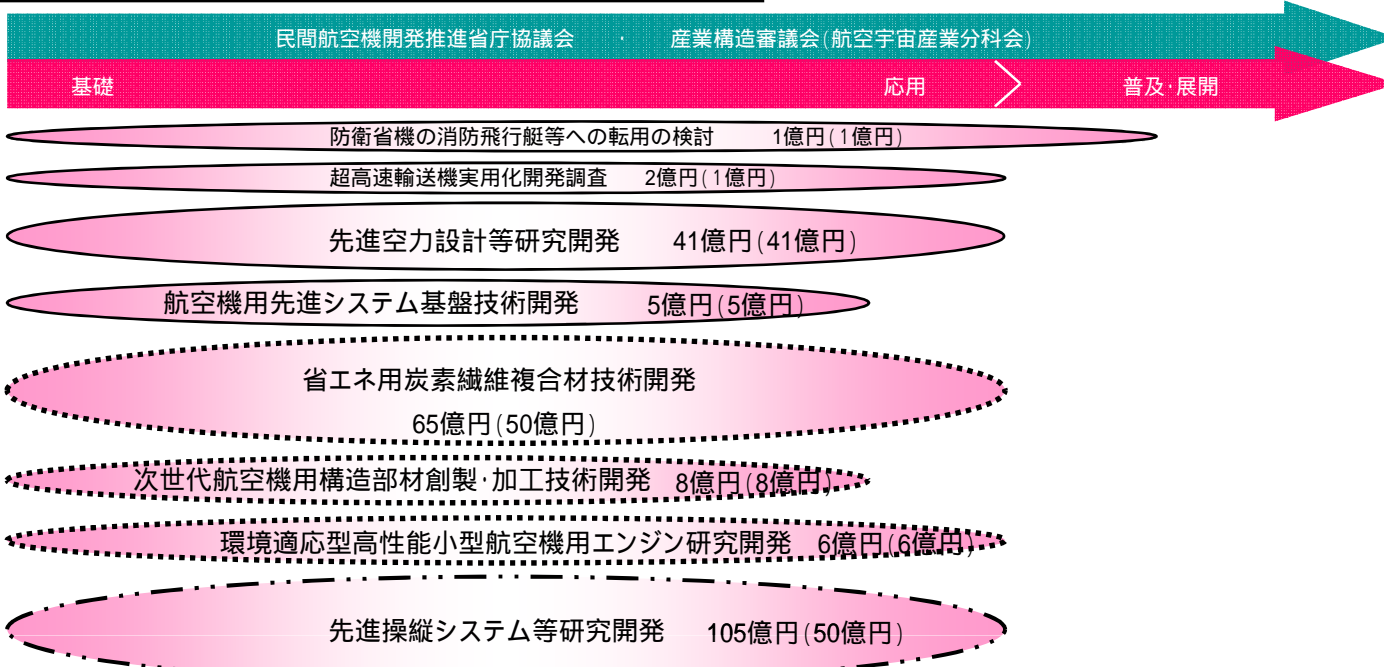 民間航空機開発推進省庁協議会 ・ 産業構造審議会(航空宇宙産業分科会)
基礎 応用 普及・展開
防衛省機の消防飛行艇等への転用の検討 1億円(1億円)
超高速輸送機実用化開発調査 2億円(1億円)
先進空力設計等研究開発 41億円(41億円)
航空機用先進システム基盤技術開発 5億円(5億円)
省エネ用炭素繊維複合材技術開発
65億円(50億円)
次世代航空機用構造部材創製・加工技術開発 8億円(8億円)
環境適応型高性能小型航空機用エンジン研究開発 6億円(6億円)
先進操縦システム等研究開発 105億円(50億円)